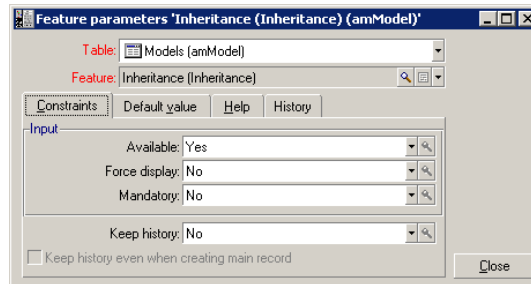 Feature parameters 'Inheritance (Inheritance) (amModel)'
Table: Models (amModel)
Feature: Inheritance (Inheritance)
Constraints Default value Help History
Input
Available: Yes
Force display: No
Mandatory: No
Keep history: No
Keep history even when creating main record
Close